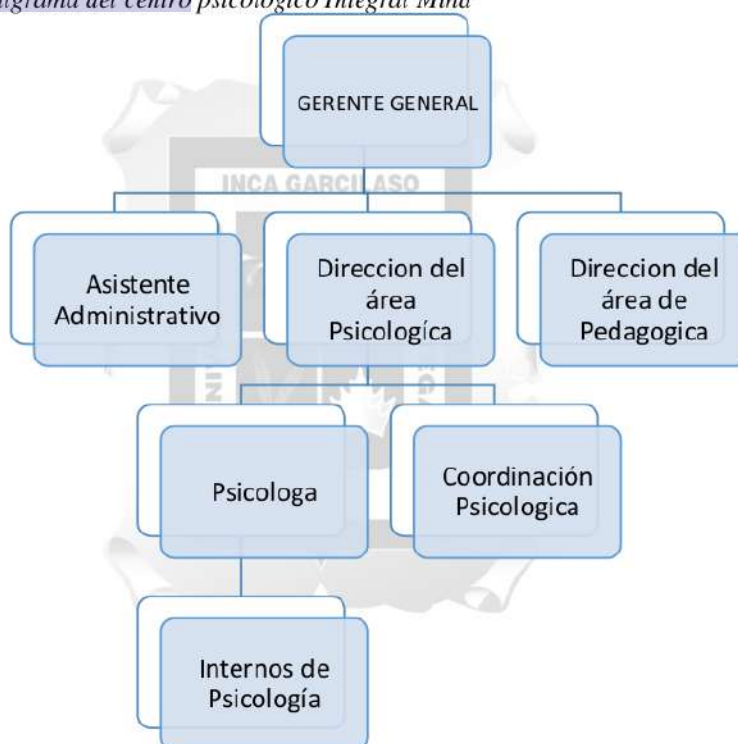 del centro psicológico Integral Mind
GERENTE GENERAL
INCA GARCILASO
Asistente
Administrativo
Direccion del
área
Psicologíca
Direccion del
área de
Pedagogica
Psicologa
Coordinación
Psicologica
Internos de
Psicología